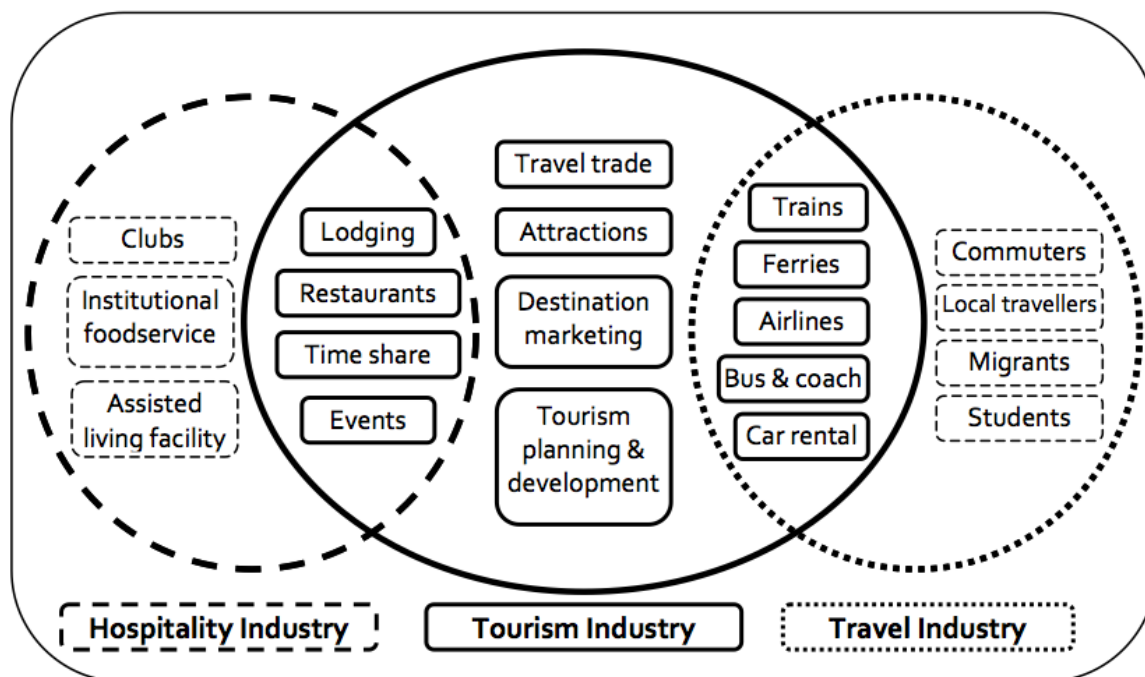 Clubs
Institutional
foodservice
Assisted
living facility
Lodging
Restaurants
Time share
Events
Travel trade
Attractions
Destination
marketing
Tourism
planning &
development
Trains
Ferries
Airlines
Bus & coach
Car rental
Commuters
Local travellers
Migrants
Students
Hospitality Industry
Tourism Industry
Travel Industry